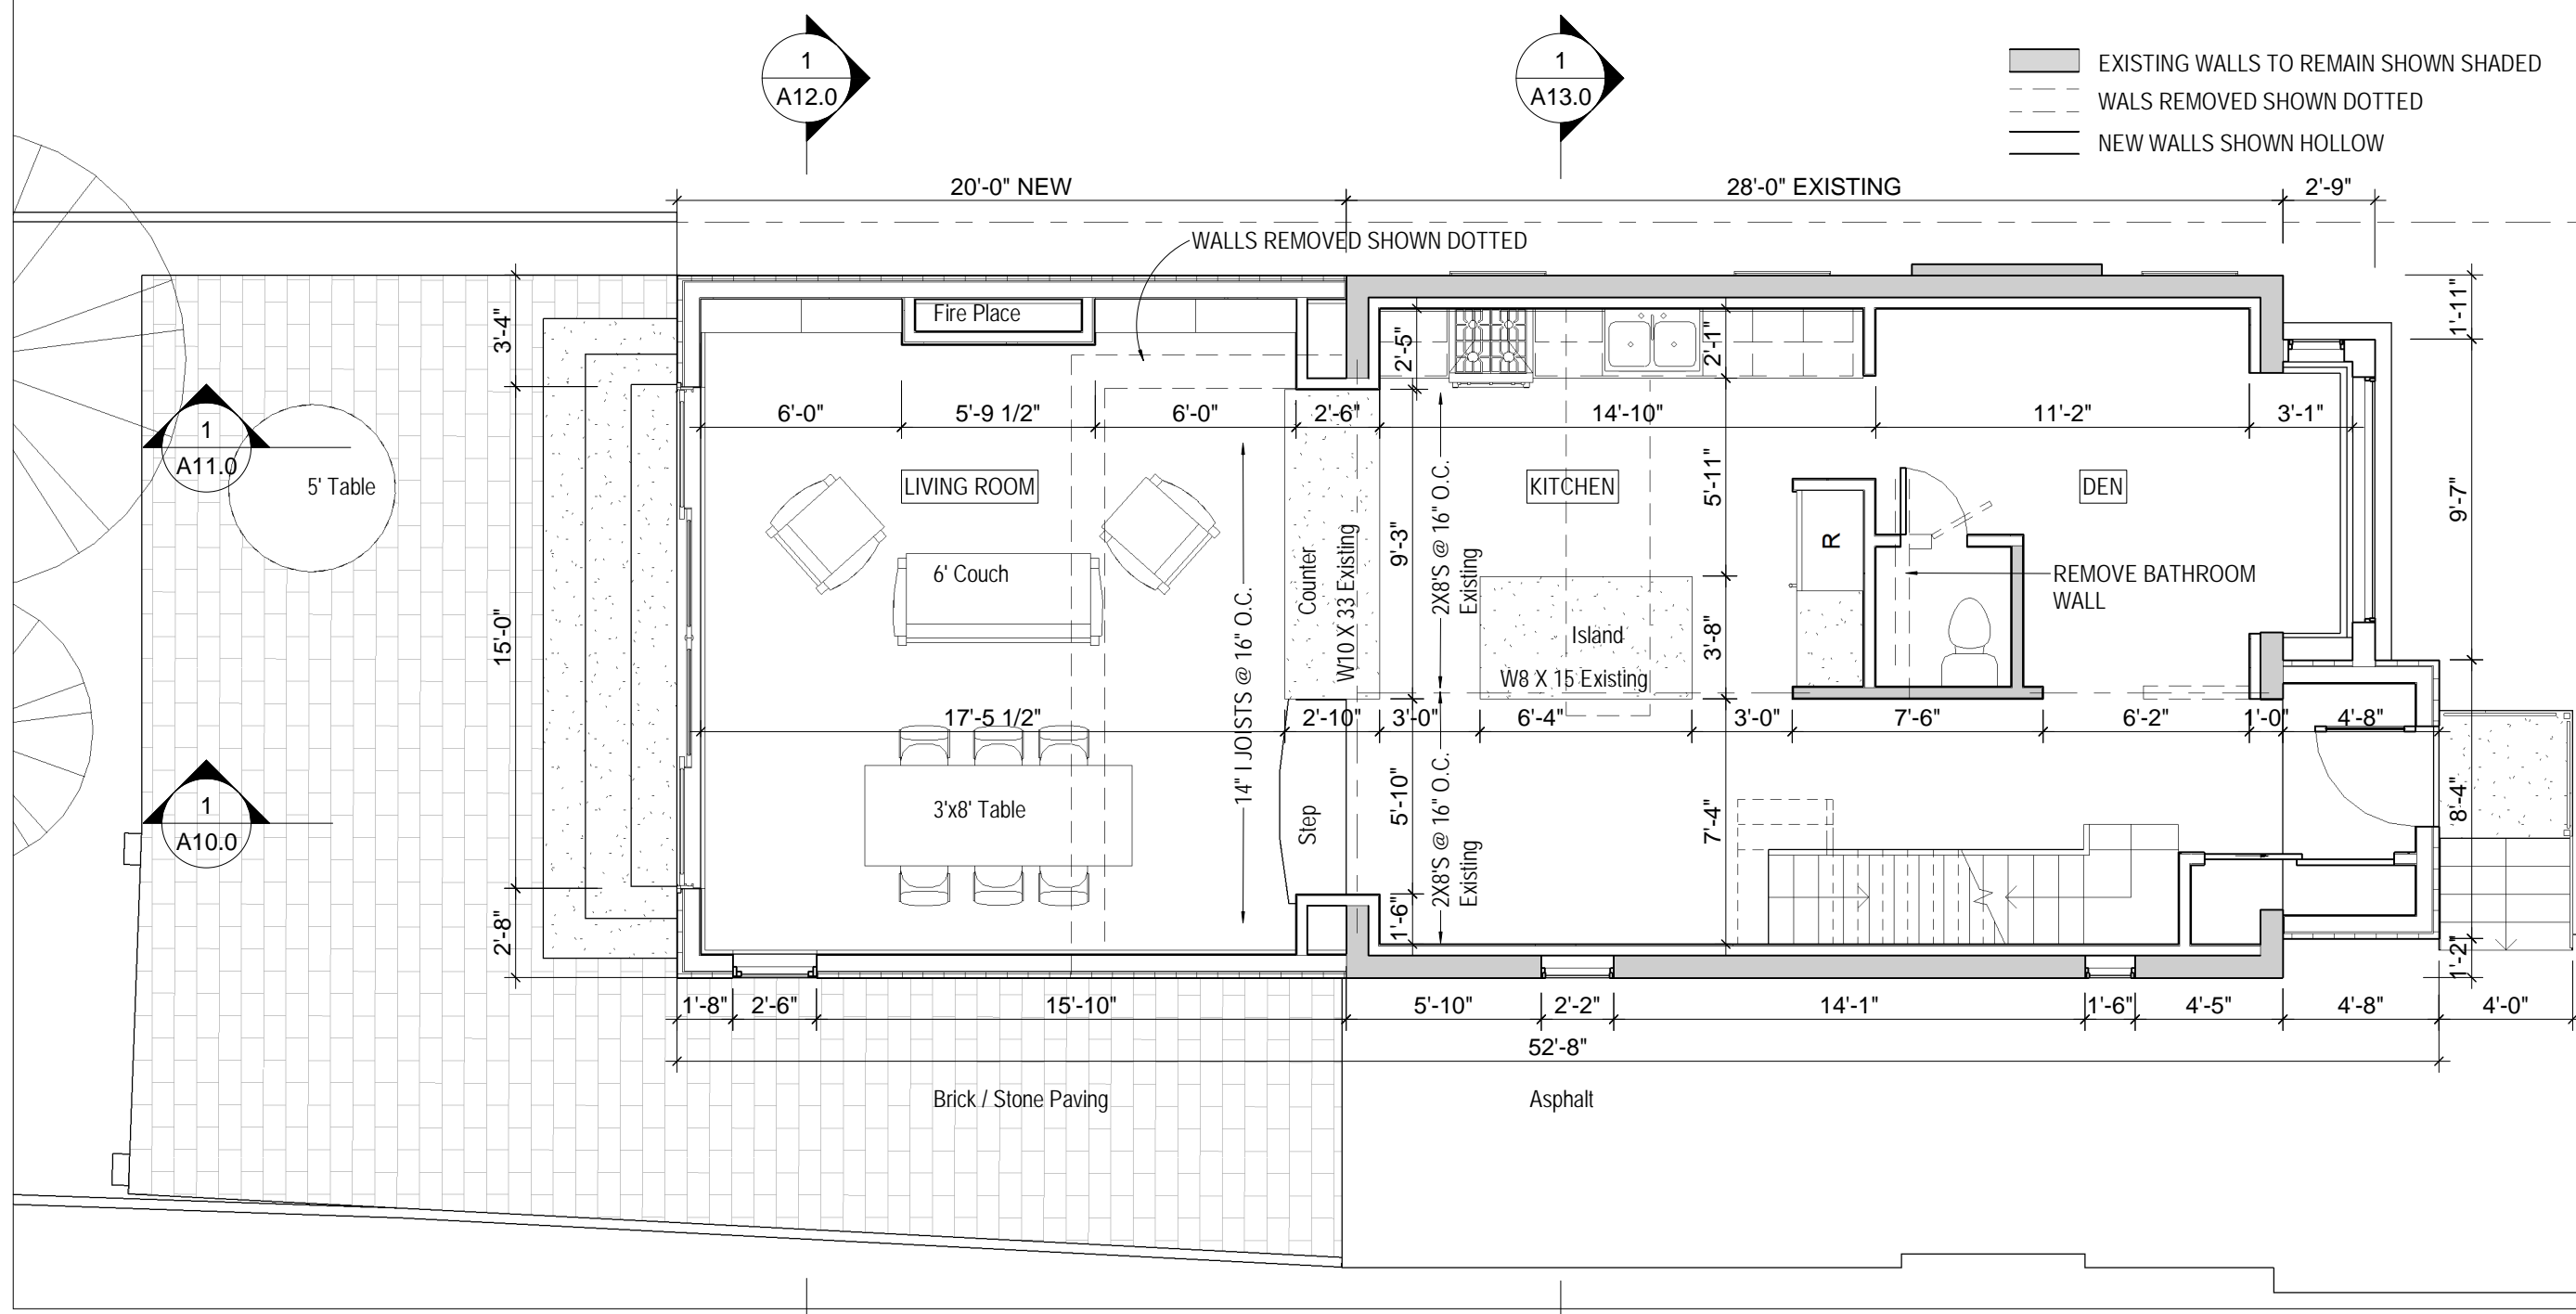 1
A12.0
1
A13.0
EXISTING WALLS TO REMAIN SHOWN SHADED
WALS REMOVED SHOWN DOTTED
NEW WALLS SHOWN HOLLOW
20'-0" NEW
28'-0" EXISTING
2'-9"
WALLS REMOVED SHOWN DOTTED
Fire Place
3'-4"
2'-5"
2'-1"
1'-11"
6'-0"
5'-9 1/2"
6'-0"
2'-6"
14'-10"
11'-2"
3'-1"
1
A11.0
5' Table
LIVING ROOM
KITCHEN
DEN
5'-11"
9'-7"
2X8'S @ 16" O.C.
Existing
9'-3"
R
6' Couch
Counter
W10 X 33 Existing
REMOVE BATHROOM
WALL
15'-0"
14" I JOISTS @ 16" O.C.
Island
3'-8"
W8 X 15 Existing
17'-5 1/2"
2'-10"
3'-0"
6'-4"
3'-0"
7'-6"
6'-2"
1'-0"
4'-8"
1
A10.0
3'x8' Table
Step
5'-10"
2X8'S @ 16" O.C.
Existing
7'-4"
8'-4"
2'-8"
1'-6"
1'-2"
1'-8"
2'-6"
15'-10"
5'-10"
2'-2"
14'-1"
1'-6"
4'-5"
4'-8"
4'-0"
52'-8"
Brick / Stone Paving
Asphalt